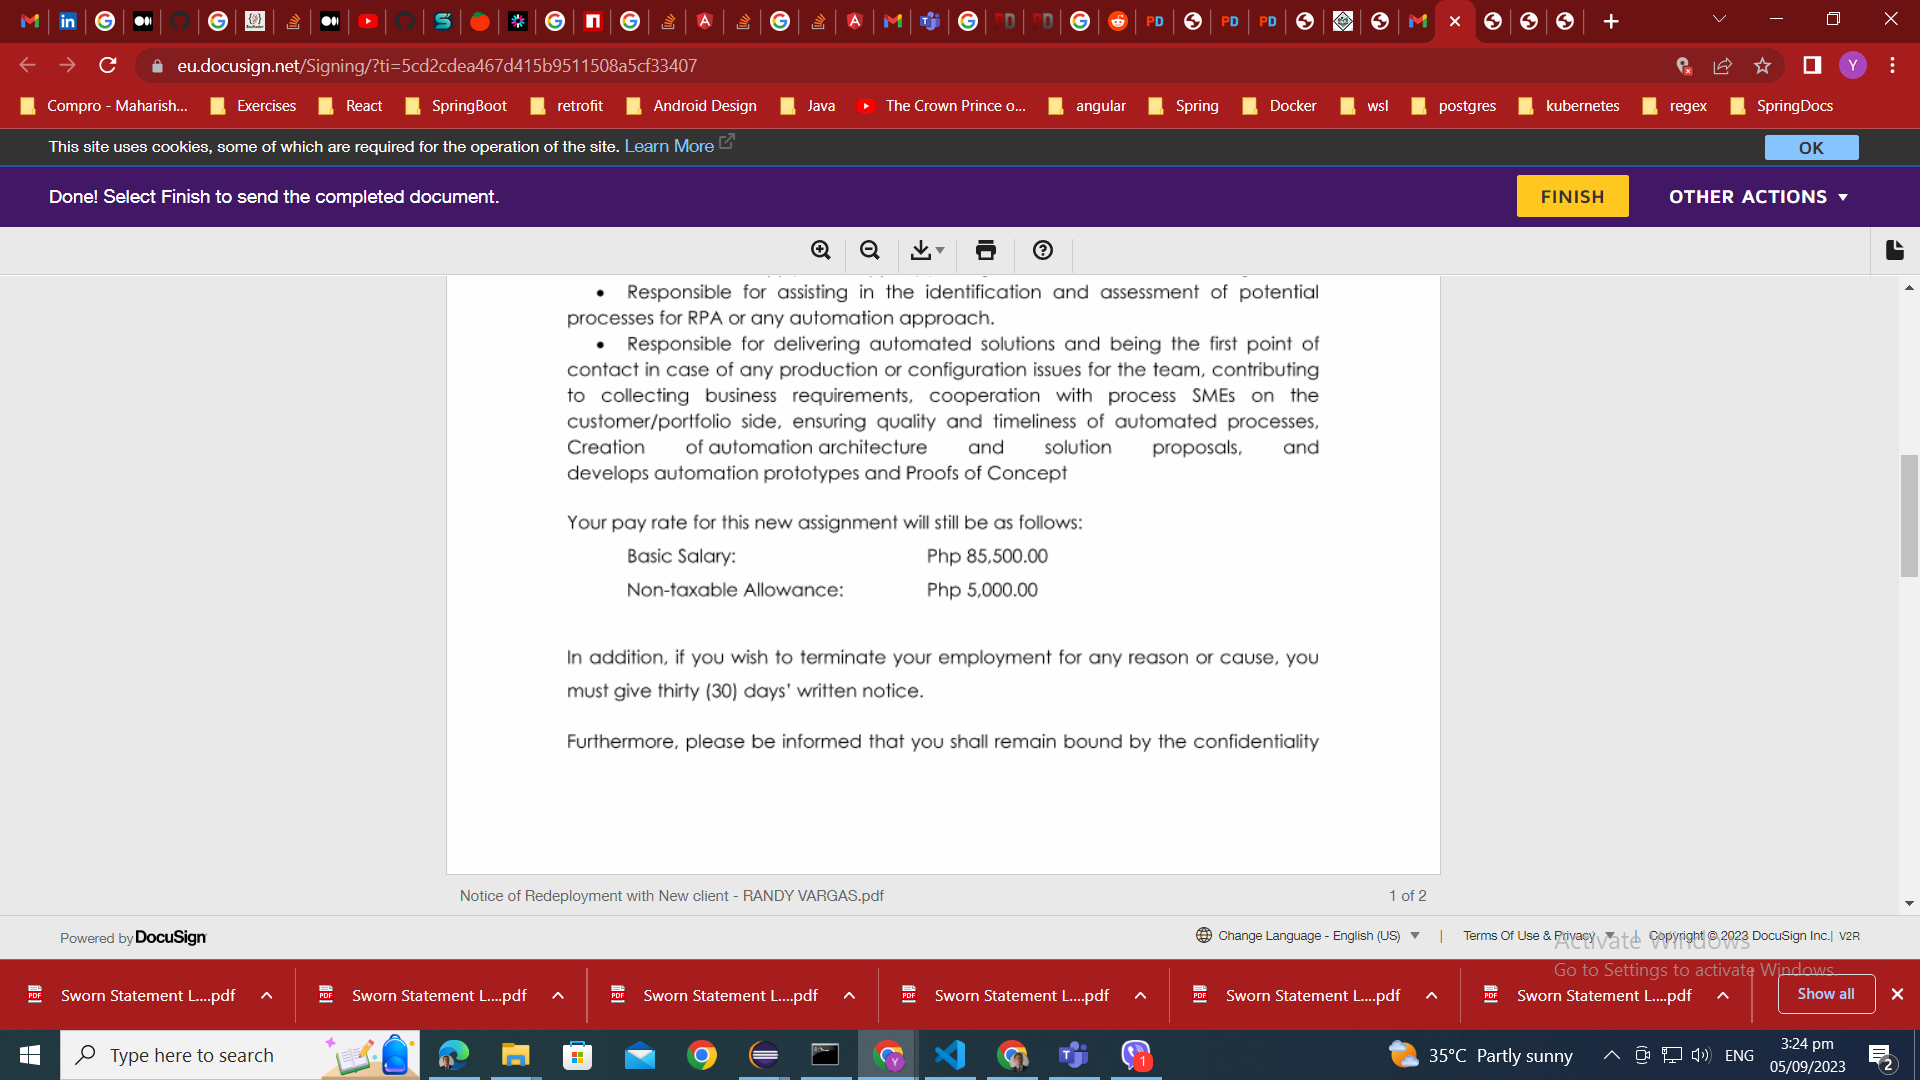 eu.docusign.net/Signing/?ti=5cd2cdea467d415b9511508a5cf33407
Y
Compro - Maharish... Exercises React SpringBoot retrofit Android Design Java The Crown Prince o... angular Spring Docker wsl postgres kubernetes regex SpringDocs
This site uses cookies, some of which are required for the operation of the site. Learn More
OK
Done! Select Finish to send the completed document.
FINISH
OTHER ACTIONS
• Responsible for assisting in the identification and assessment of potential
processes for RPA or any automation approach.
• Responsible for delivering automated solutions and being the first point of
contact in case of any production or configuration issues for the team, contributing
to collecting business requirements, cooperation with process SMEs on the
customer/portfolio side, ensuring quality and timeliness of automated processes,
Creation of automation architecture and solution proposals, and
develops automation prototypes and Proofs of Concept
Your pay rate for this new assignment will still be as follows:
Basic Salary: Php 85,500.00
Non-taxable Allowance: Php 5,000.00
In addition, if you wish to terminate your employment for any reason or cause, you
must give thirty (30) days' written notice.
Furthermore, please be informed that you shall remain bound by the confidentiality
Notice of Redeployment with New client - RANDY VARGAS.pdf 1 of 2
Powered by DocuSign
Change Language - English (US) | Terms Of Use & Privacy | Copyright © 2023 DocuSign Inc. | V2R
Activate Windows
Go to Settings to activate Windows.
Sworn Statement L....pdf Sworn Statement L....pdf Sworn Statement L....pdf Sworn Statement L....pdf Sworn Statement L....pdf Sworn Statement L....pdf
Show all
Type here to search
1
35°C Partly sunny
ENG
3:24 pm
05/09/2023
2